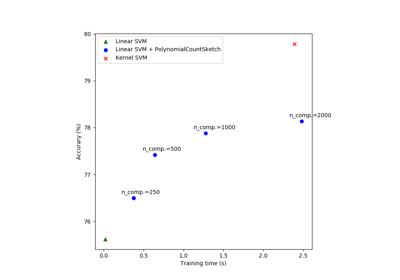 80
Linear SVM
Linear SVM + PolynomialCountSketch
Kernel SVM
79
n_comp.=2000
78
n_comp.=1000
n_comp.=500
77
n_comp.=250
76
Accurary (%)
0.0 0.5 1.0 1.5 2.0 2.5
Training time (s)